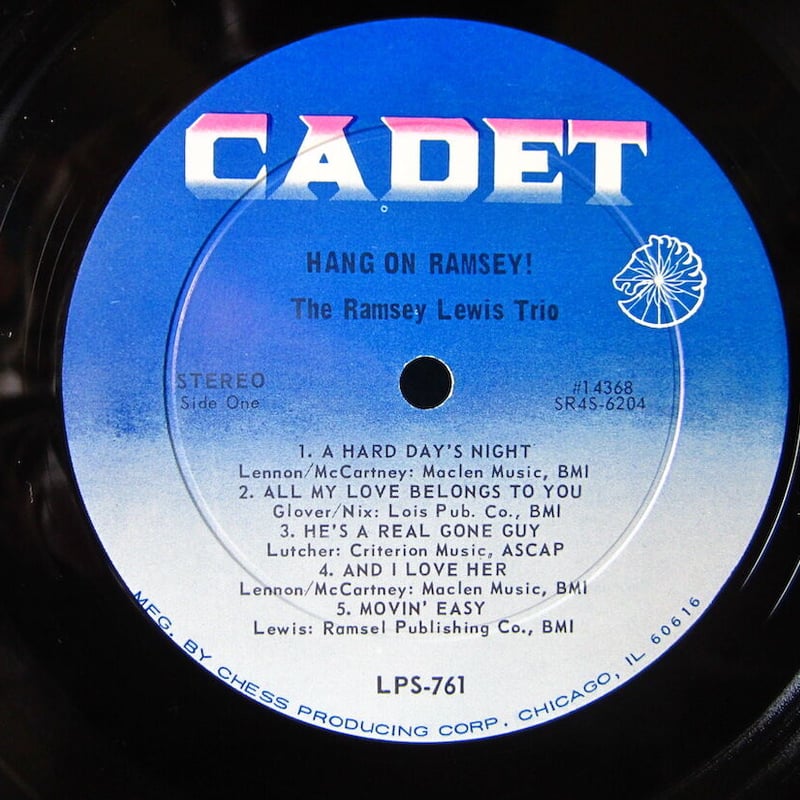 CADET
HANG ON RAMSEY!
The Ramsey Lewis Trio
STEREO
Side One
#14368
SR4S-6204
1. A HARD DAY'S NIGHT
Lennon/McCartney: Maclen Music, BMI
2. ALL MY LOVE BELONGS TO YOU
Glover/Nix: Lois Pub. Co., BMI
3. HE'S A REAL GONE GUY
Lutcher: Criterion Music, ASCAP
4. AND I LOVE HER
Lennon/McCartney: Maclen Music, BMI
5. MOVIN' EASY
Lewis: Ramsel Publishing Co., BMI
LPS-761
MFG. BY CHESS PRODUCING CORP. CHICAGO, IL 60616